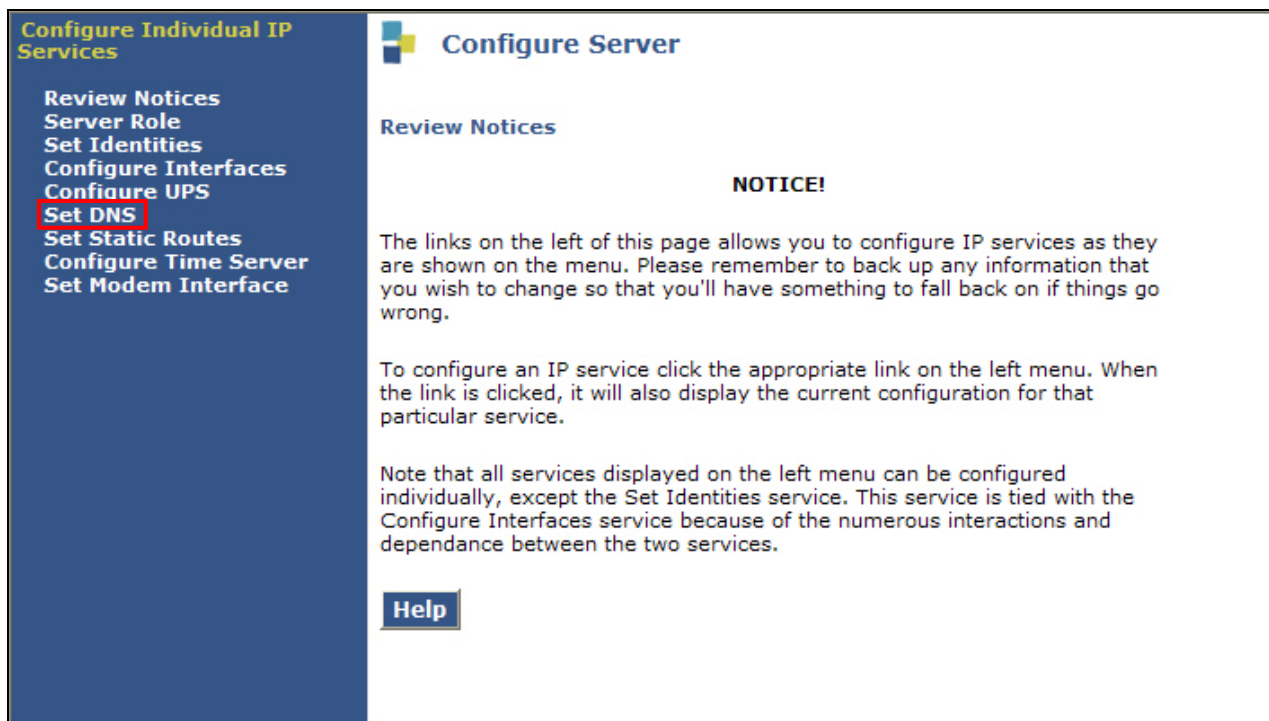 Configure Individual IP
Services
Review Notices
Server Role
Set Identities
Configure Interfaces
Configure UPS
Set DNS
Set Static Routes
Configure Time Server
Set Modem Interface
Configure Server
Review Notices
NOTICE!
The links on the left of this page allows you to configure IP services as they
are shown on the menu. Please remember to back up any information that
you wish to change so that you'll have something to fall back on if things go
wrong.
To configure an IP service click the appropriate link on the left menu. When
the link is clicked, it will also display the current configuration for that
particular service.
Note that all services displayed on the left menu can be configured
individually, except the Set Identities service. This service is tied with the
Configure Interfaces service because of the numerous interactions and
dependance between the two services.
Help